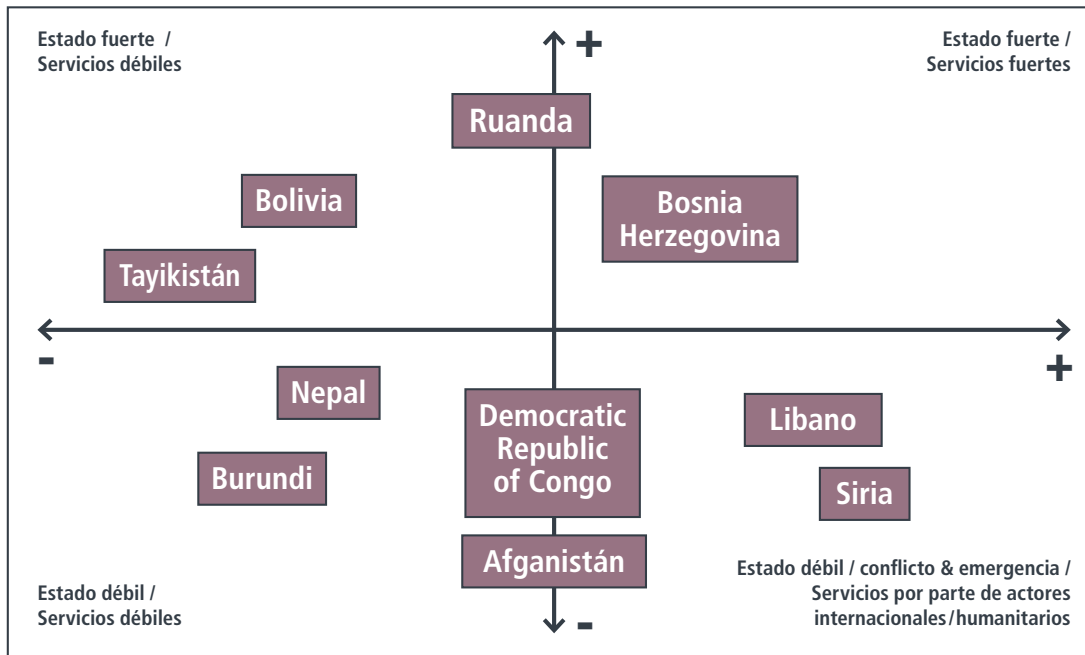 Estado fuerte /
Servicios débiles
+
Estado fuerte /
Servicios fuertes
Ruanda
Bolivia
Bosnia
Herzegovina
Tayikistán
-
+
Nepal
Democratic
Republic
of Congo
Libano
Burundi
Siria
Afganistán
Estado débil /
Servicios débiles
-
Estado débil / conflicto & emergencia /
Servicios por parte de actores
internacionales/humanitarios